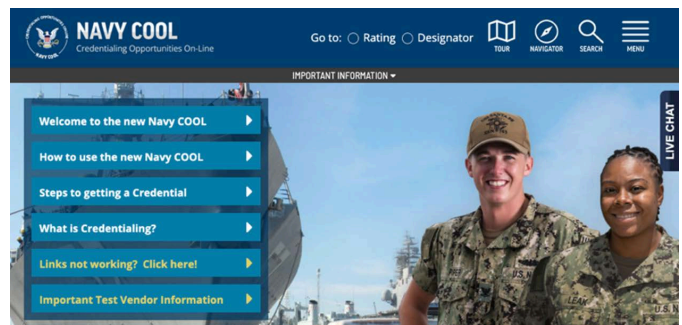 NAVY COOL
Credentialing Opportunities On-Line
Go to: Rating Designator
TOUR
NAVIGATOR
SEARCH
MENU
IMPORTANT INFORMATION
LIVE CHAT
Welcome to the new Navy COOL
How to use the new Navy COOL
Steps to getting a Credential
What is Credentialing?
Links not working? Click here!
Important Test Vendor Information
U.S. N
LEAK
U.S. N